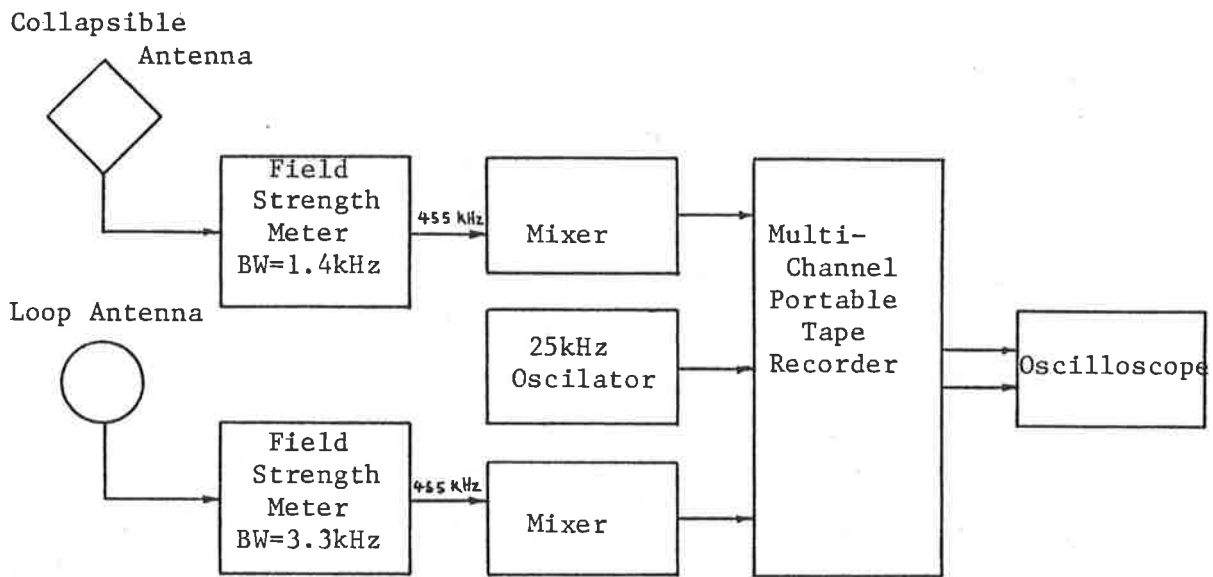 Collapsible
Antenna
Field
Strength
Meter
BW=1.4kHz
455 kHz
Mixer
Multi-
Channel
Portable
Tape
Recorder
Loop Antenna
25kHz
Oscilator
Oscilloscope
Field
Strength
Meter
BW=3.3kHz
455 kHz
Mixer